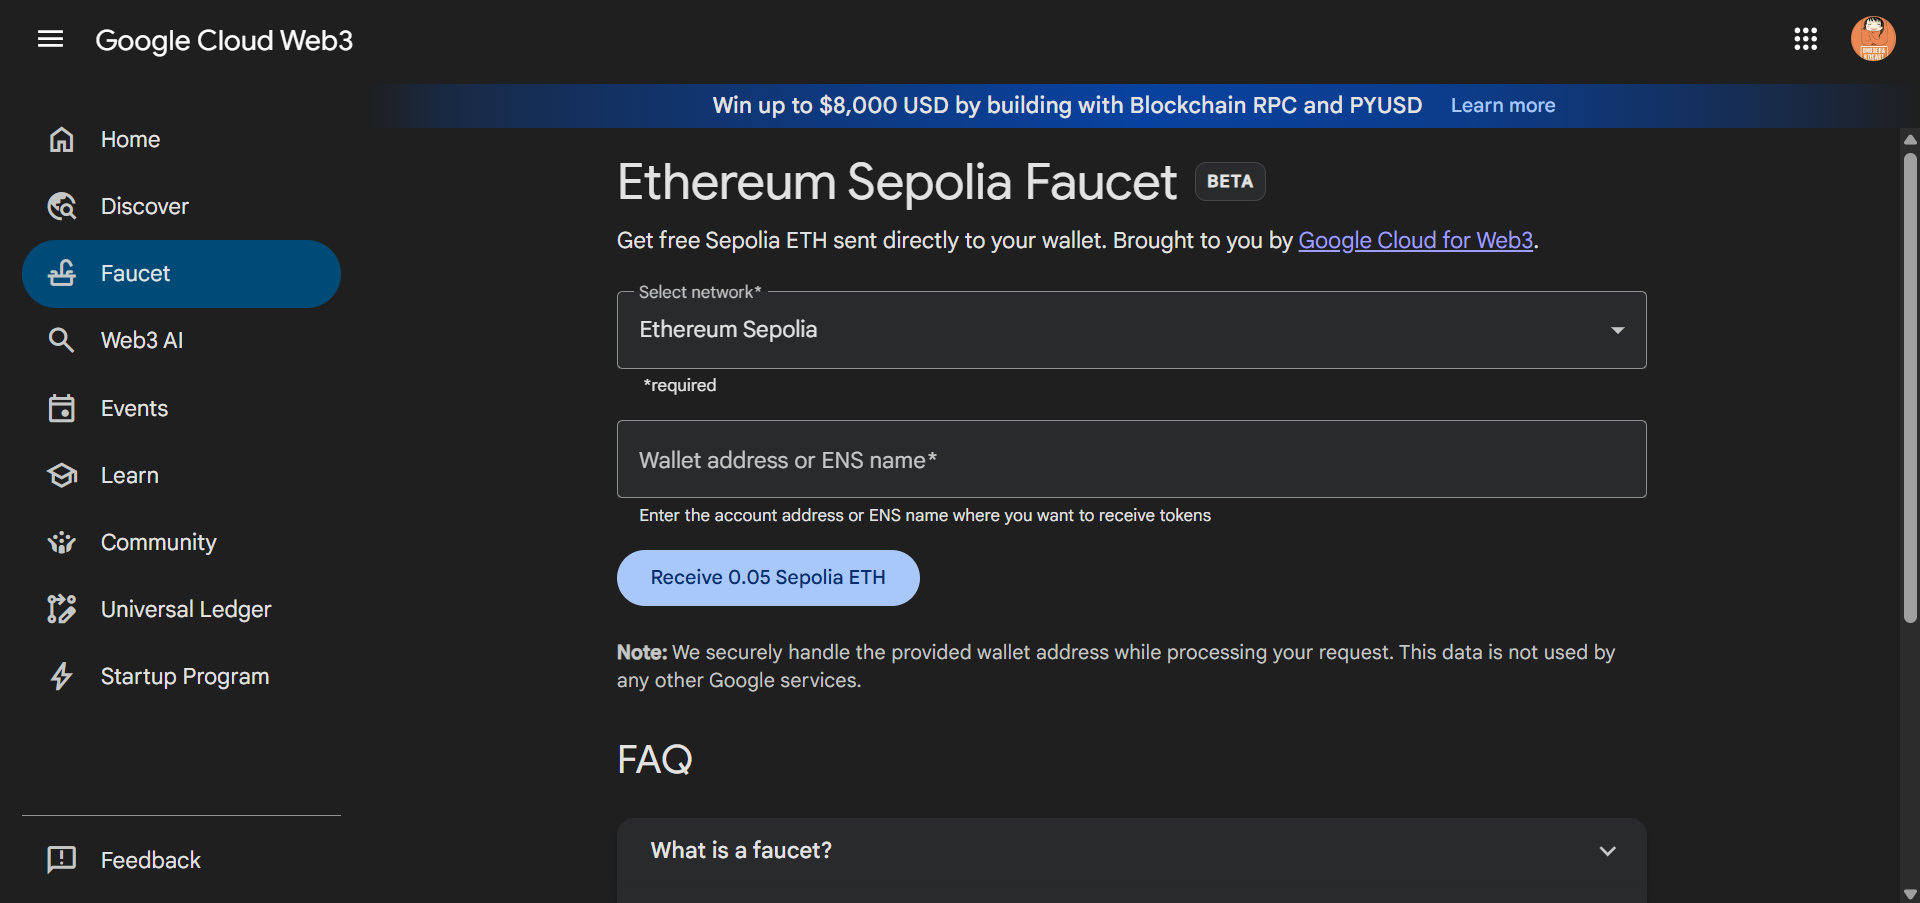 Google Cloud Web3
Win up to $8,000 USD by building with Blockchain RPC and PYUSD Learn more
Home
Discover
Faucet
Web3 AI
Events
Learn
Community
Universal Ledger
Startup Program
Feedback
Ethereum Sepolia Faucet BETA
Get free Sepolia ETH sent directly to your wallet. Brought to you by Google Cloud for Web3.
Select network*
Ethereum Sepolia
*required
Wallet address or ENS name*
Enter the account address or ENS name where you want to receive tokens
Receive 0.05 Sepolia ETH
Note: We securely handle the provided wallet address while processing your request. This data is not used by
any other Google services.
FAQ
What is a faucet?